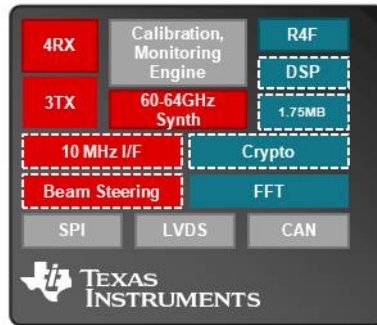 4RX
Calibration,
Monitoring
Engine
R4F
DSP
3TX
60-64GHz
Synth
1.75MB
10 MHz I/F
Crypto
Beam Steering
FFT
SPI
LVDS
CAN
TEXAS
INSTRUMENTS